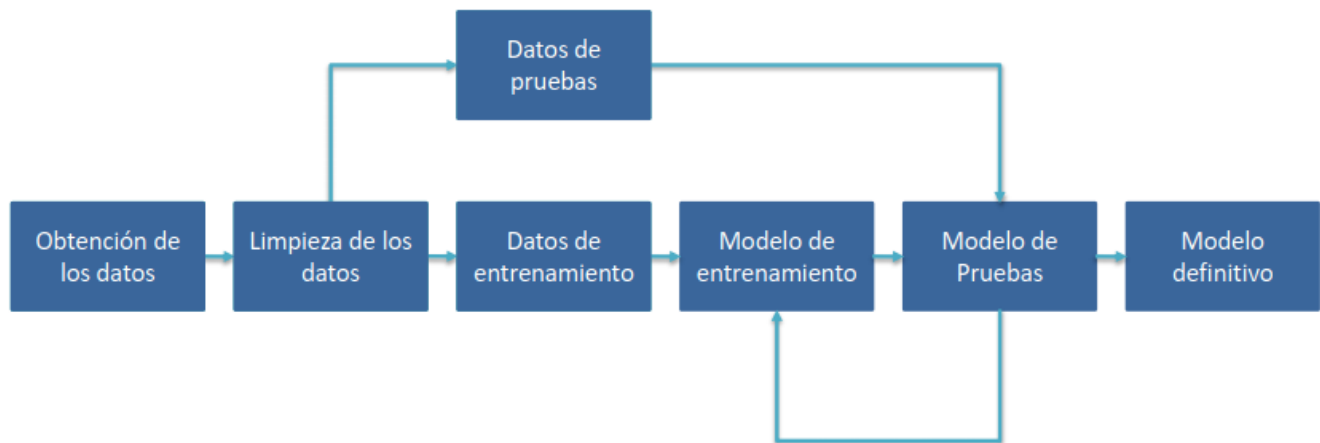 Datos de
pruebas
Obtención de
los datos
Limpieza de los
datos
Datos de
entrenamiento
Modelo de
entrenamiento
Modelo de
Pruebas
Modelo
definitivo